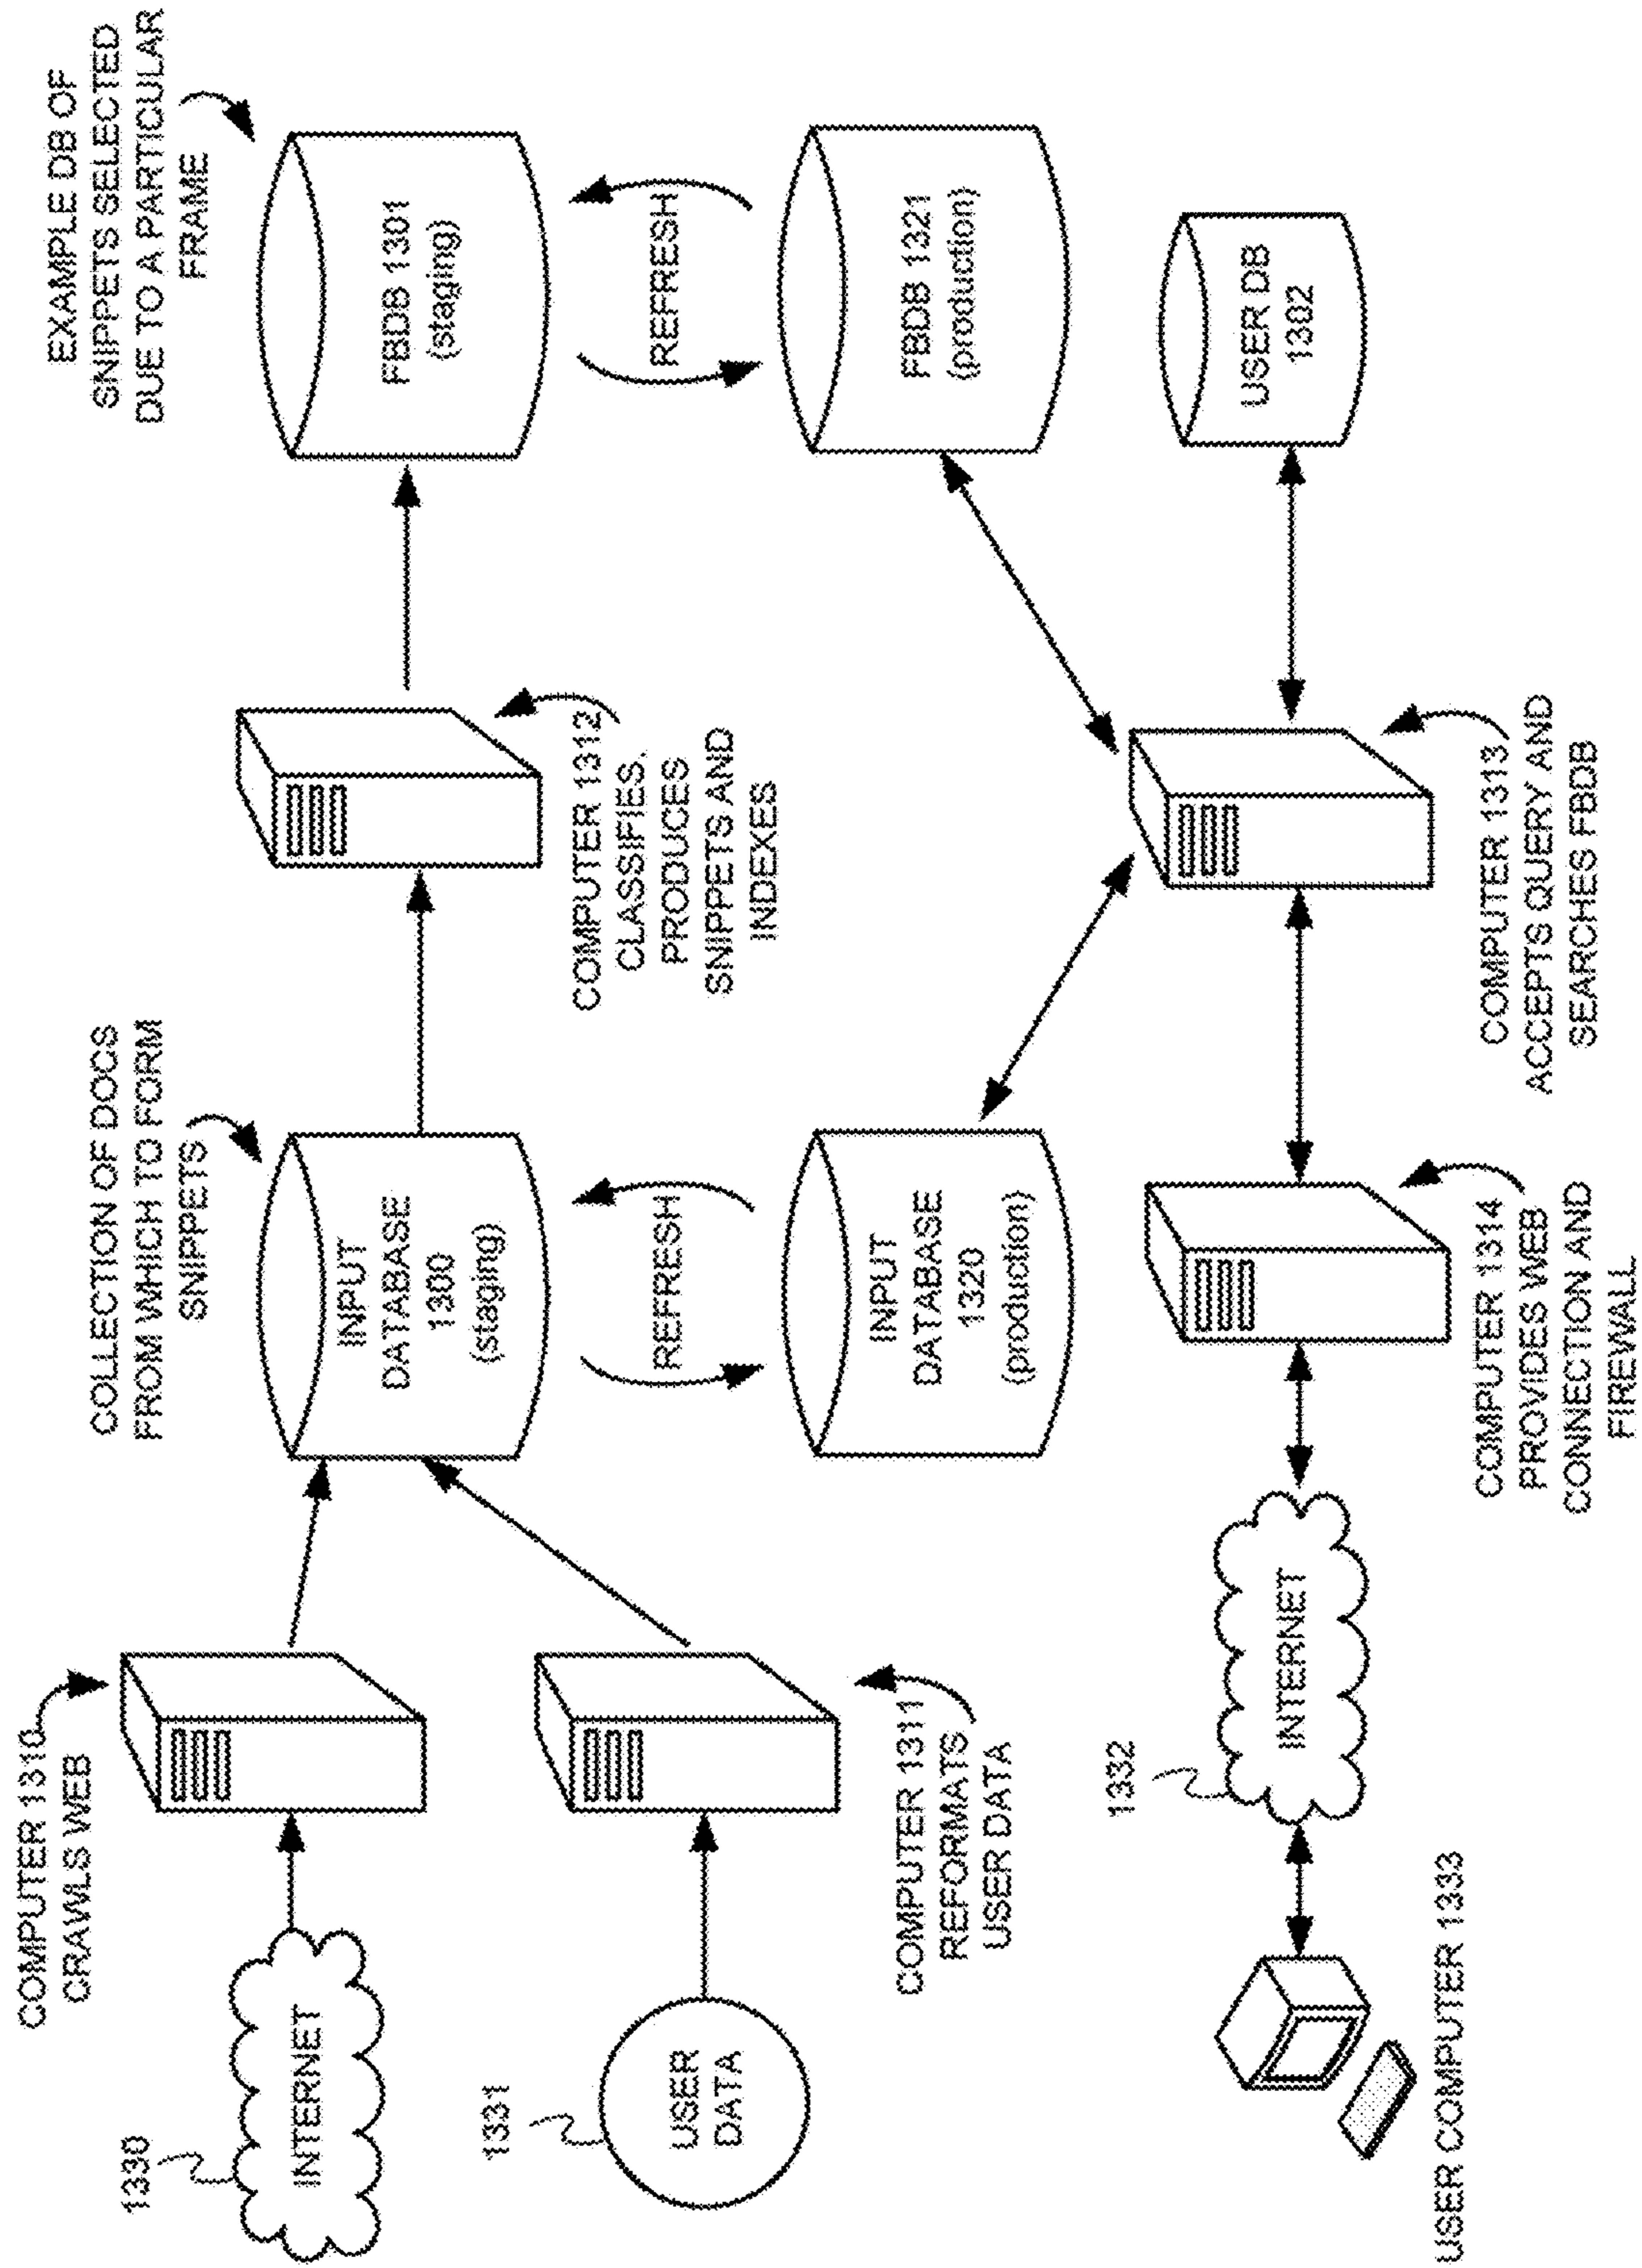 COMPUTER 1310
CRAWLS WEB
1330
INTERNET
1331
USER
DATA
COMPUTER 1311
REFORMATS
USER DATA
COLLECTION OF DOCS
FROM WHICH TO FORM
SNIPPETS
INPUT
DATABASE
1300
(staging)
REFRESH
INPUT
DATABASE
1320
(production)
COMPUTER 1312
CLASSIFIES,
PRODUCES
SNIPPETS AND
INDEXES
EXAMPLE DB OF
SNIPPETS SELECTED
DUE TO A PARTICULAR
FRAME
FBDB 1301
(staging)
REFRESH
FBDB 1321
(production)
USER DB
1302
1332
INTERNET
USER COMPUTER 1333
COMPUTER 1314
PROVIDES WEB
CONNECTION AND
FIREWALL
COMPUTER 1313
ACCEPTS QUERY AND
SEARCHES FBDB